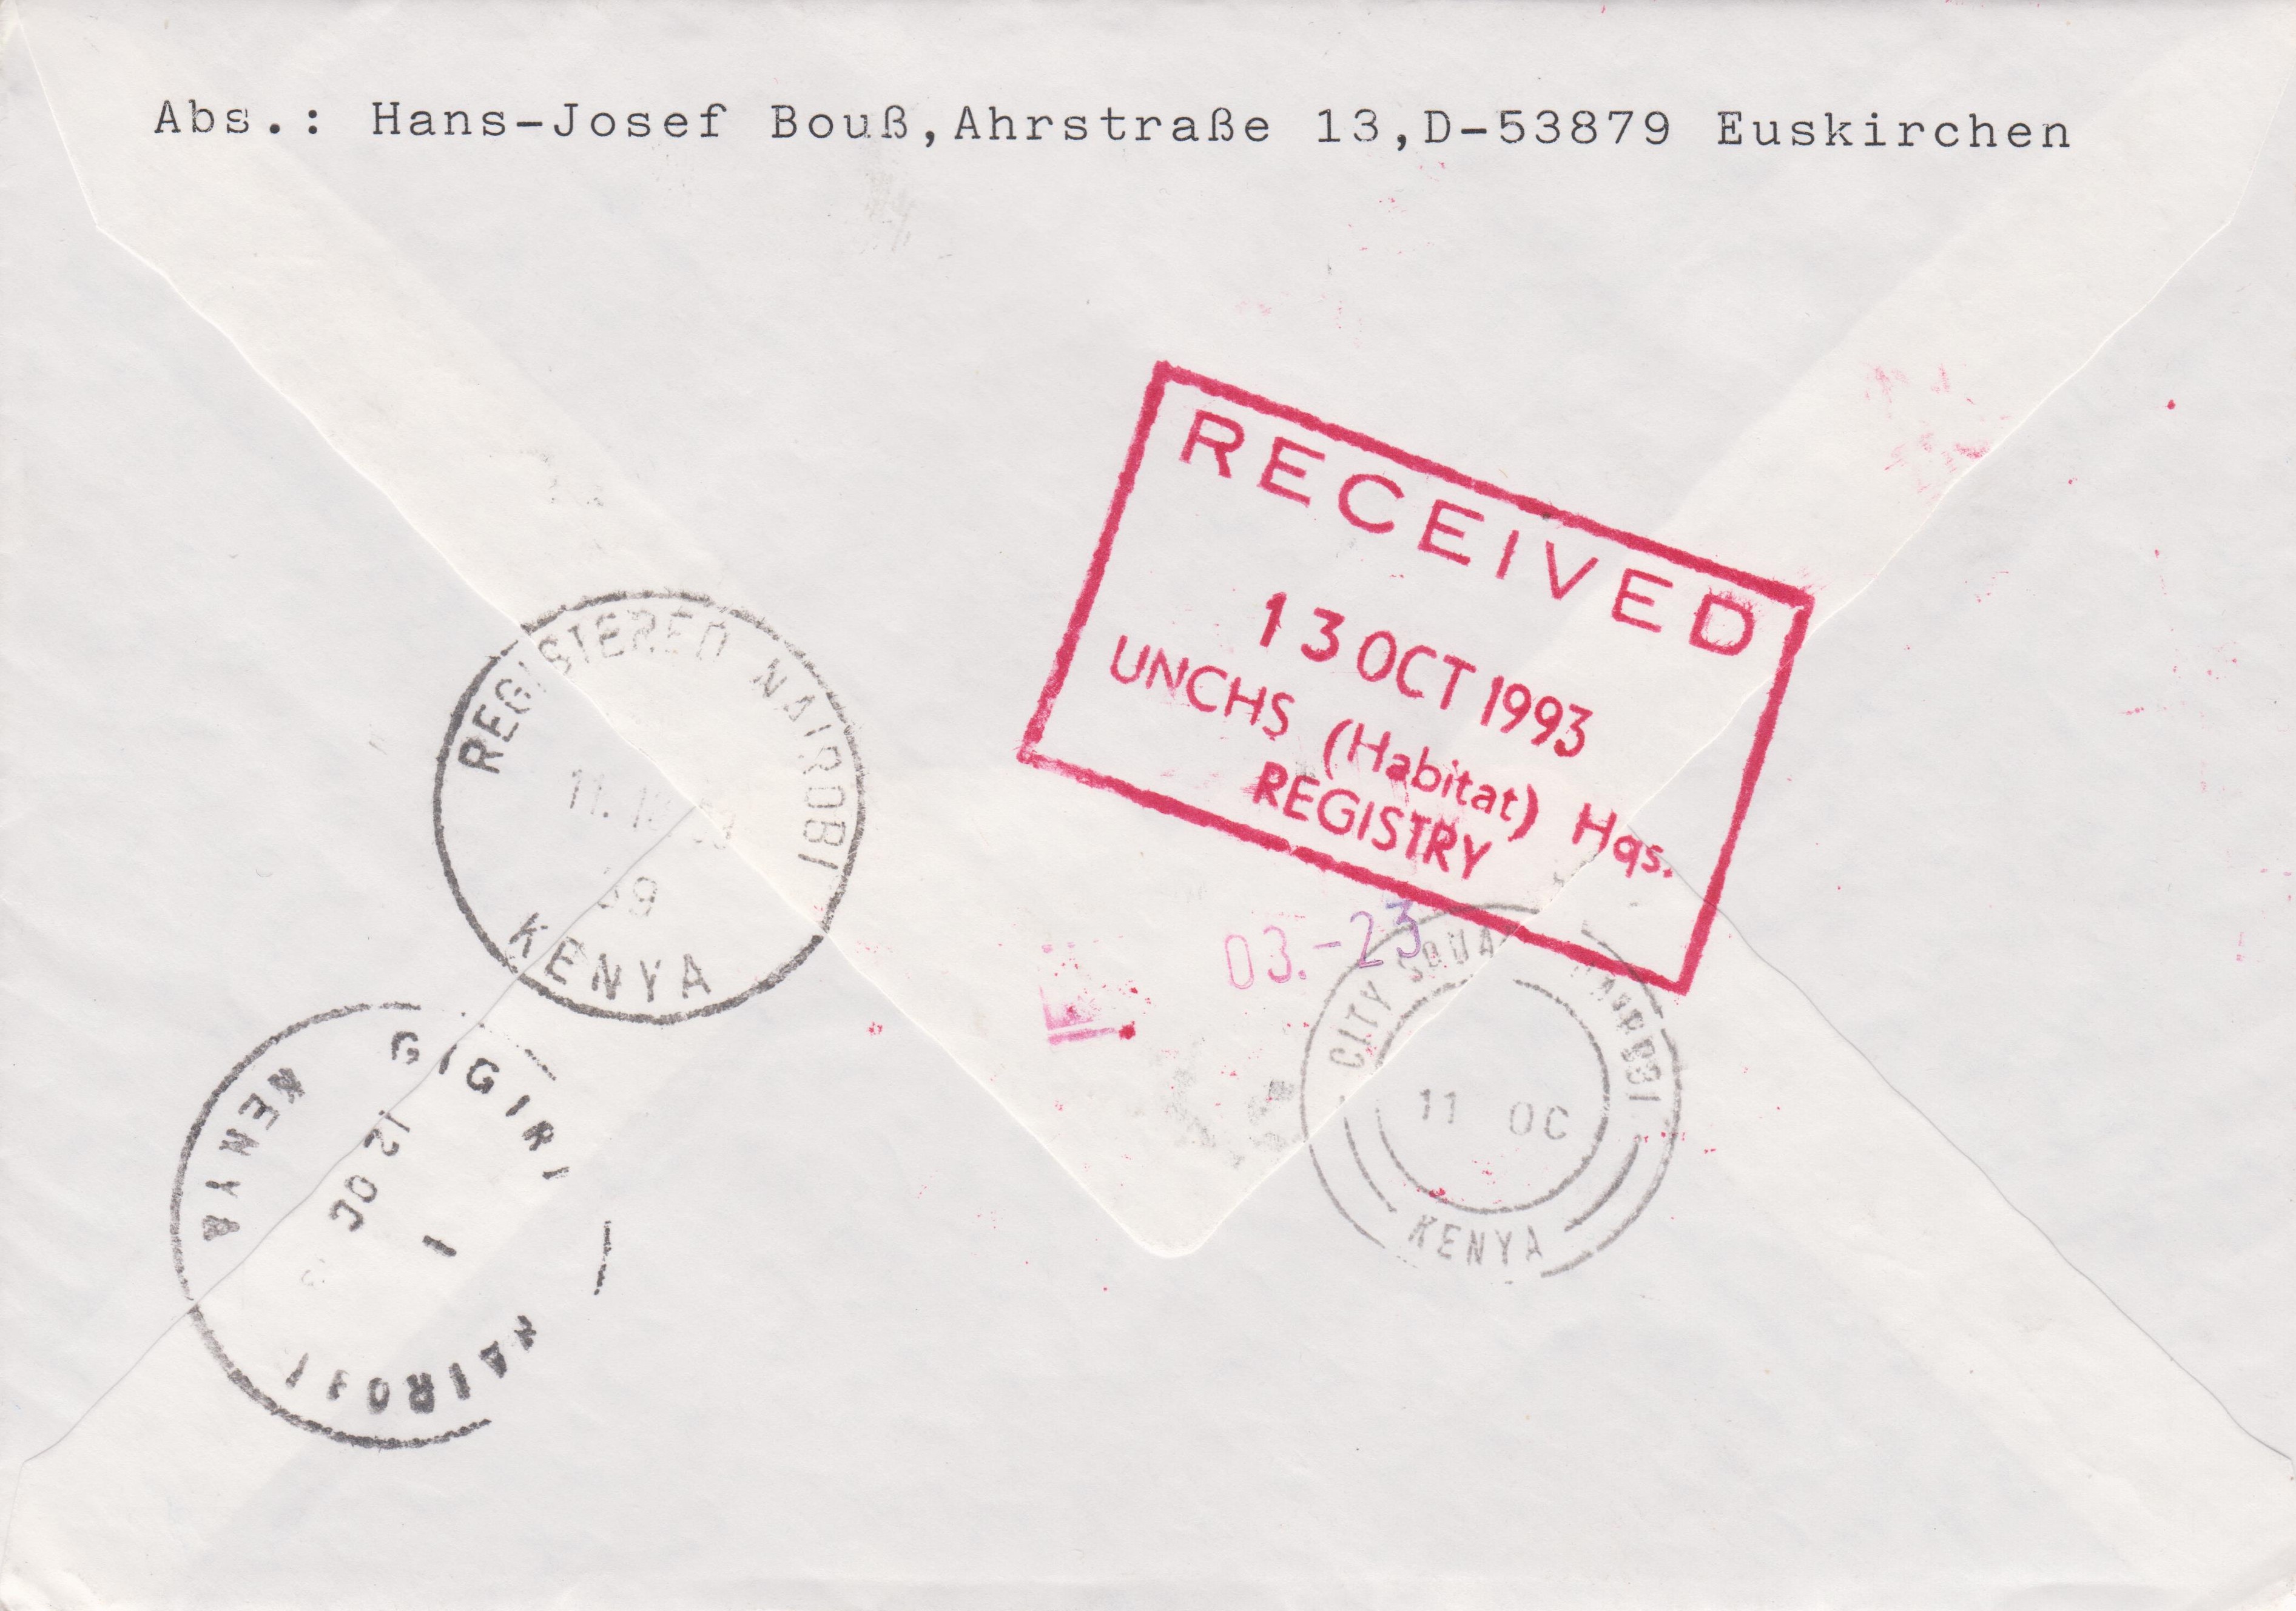 Abs.: Hans-Josef Bouß, Ahrstraße 13, D-53879 Euskirchen
RECEIVED
13 OCT 1993
UNCHS (Habitat) Hqs.
REGISTRY
REGISTERED NAIROBI
KENYA
03.-23
CITY NAIROBI
11 OC
KENYA
GIGIRI
KENYA
12 OC
1
NAIROBI